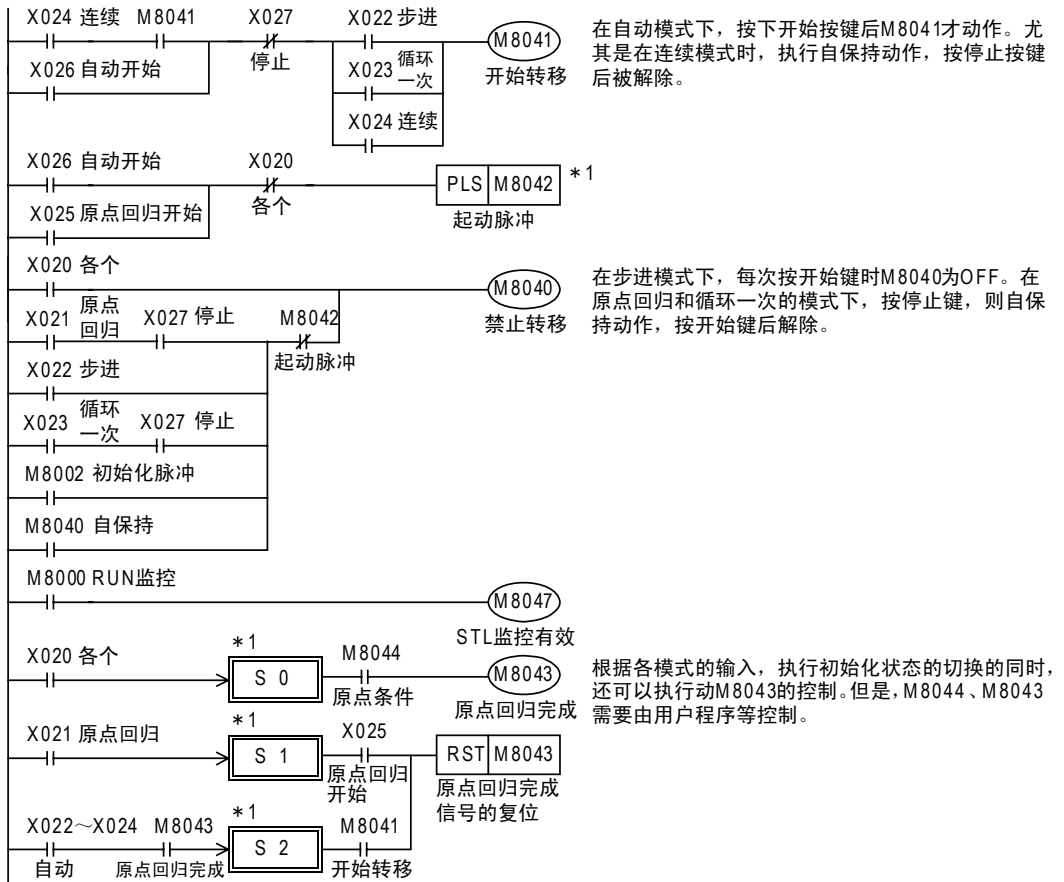 X024 连续 M8041 X027 X022 步进
M8041
停止
X026 自动开始
X023 循环一次
开始转移
X024 连续
在自动模式下，按下开始按键后M8041才动作。尤
其是在连续模式时，执行自保持动作，按停止按键
后被解除。
X026 自动开始 X020
PLS M8042 *1
X025 原点回归开始
各个
起动脉冲
X020 各个
M8040
X021 原点回归 X027 停止 M8042
禁止转移
起动脉冲
在步进模式下，每次按开始键时M8040为OFF。在
原点回归和循环一次的模式下，按停止键，则自保
持动作，按开始键后解除。
X022 步进
X023 循环一次 X027 停止
M8002 初始化脉冲
M8040 自保持
M8000 RUN监控
M8047
STL监控有效
X020 各个 *1 M8044
S 0
M8043
原点条件
原点回归完成
根据各模式的输入，执行初始化状态的切换的同时，
还可以执行动M8043的控制。但是，M8044、M8043
需要由用户程序等控制。
X021 原点回归 *1 X025
S 1
RST M8043
原点回归
开始
原点回归完成
信号的复位
X022～X024 M8043 *1 M8041
S 2
自动 原点回归完成 开始转移